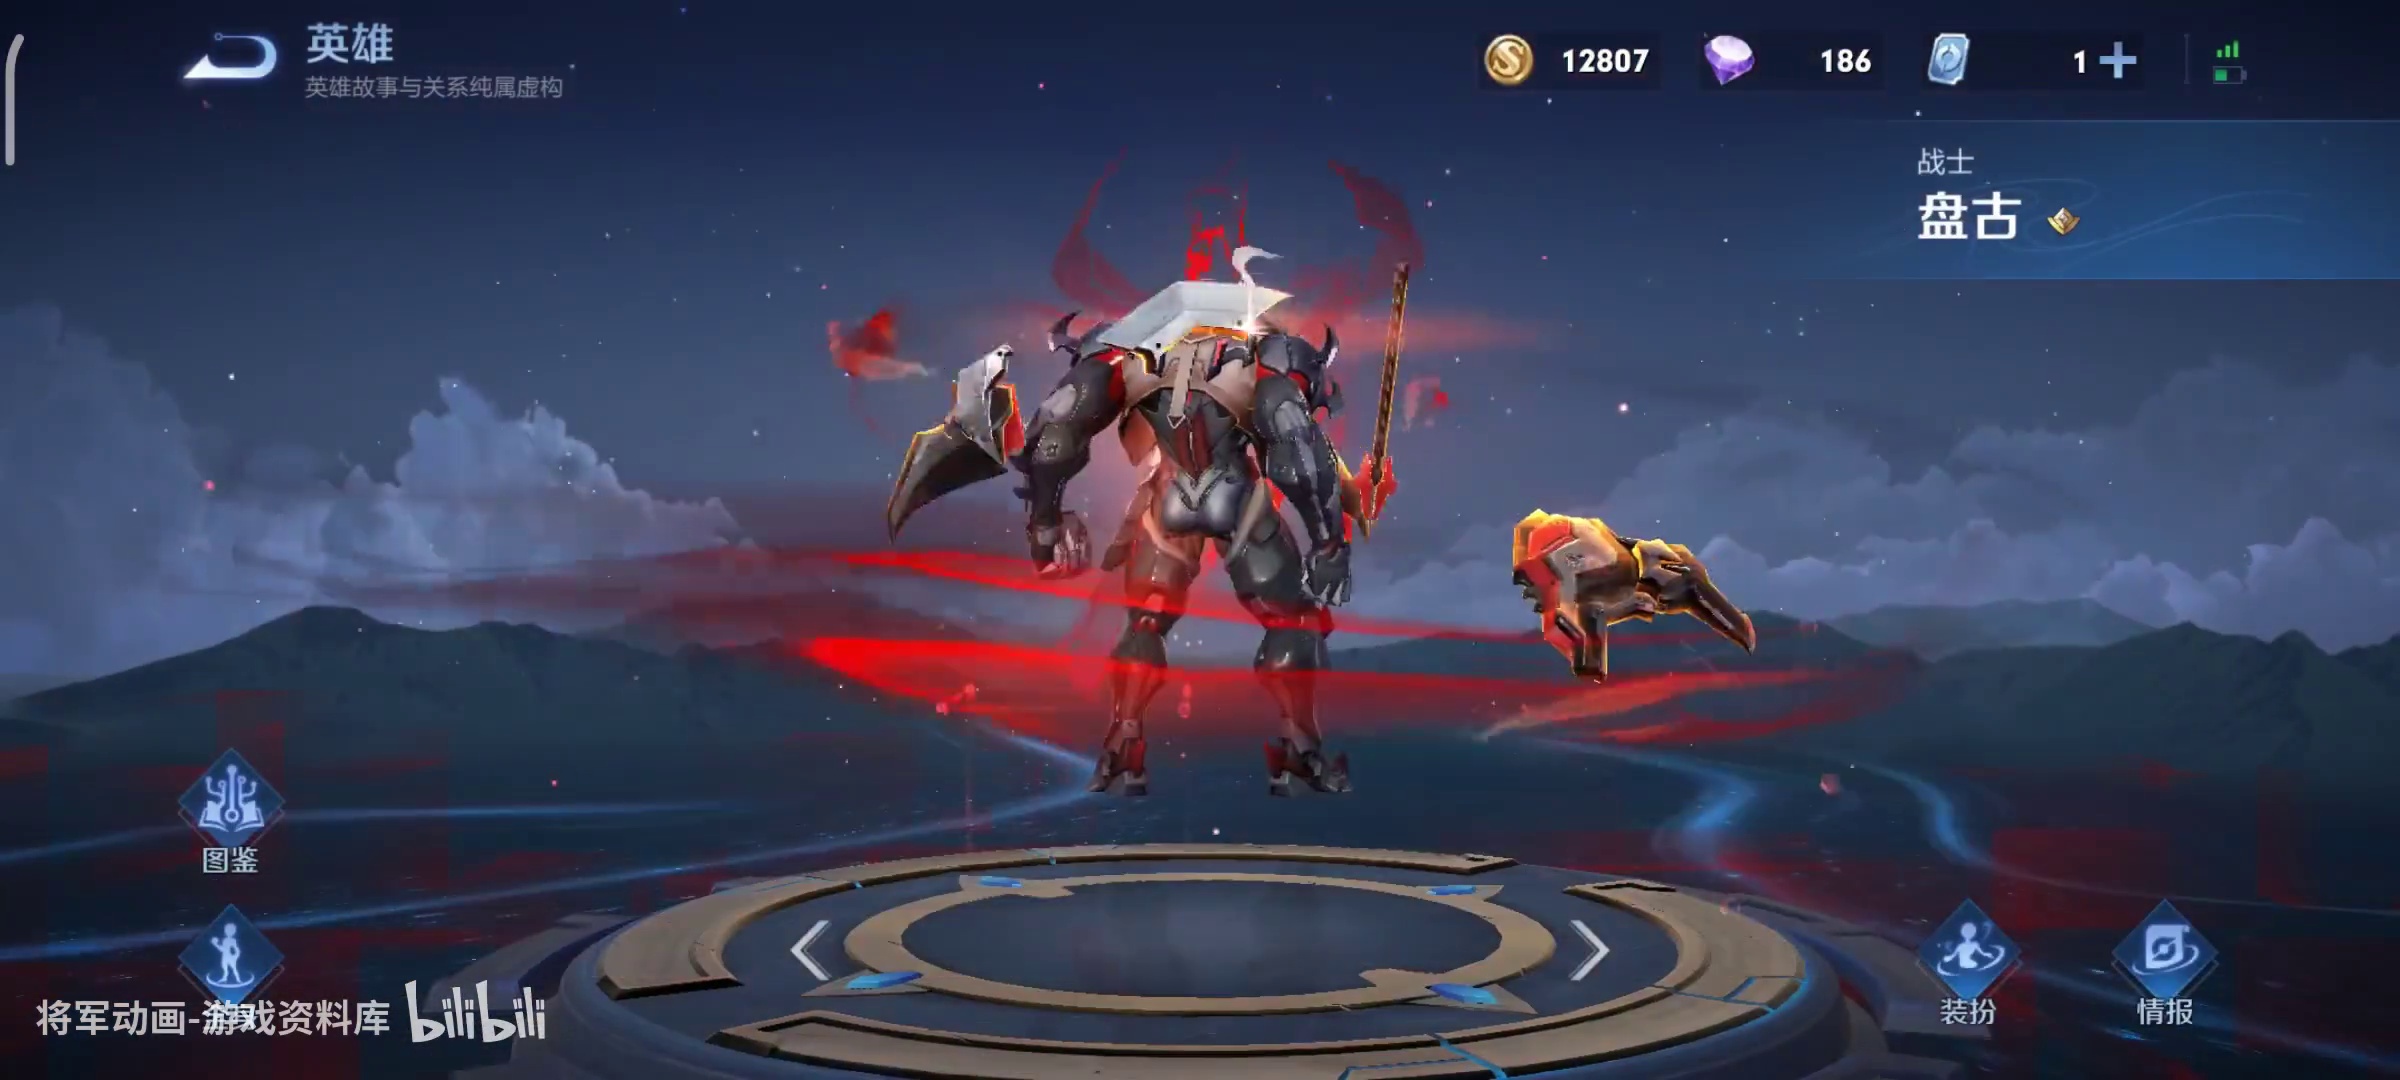 英雄
英雄故事与关系纯属虚构
12807
186
1
战士
盘古
图鉴
将军动画-游戏资料库 bilibili
装扮
情报